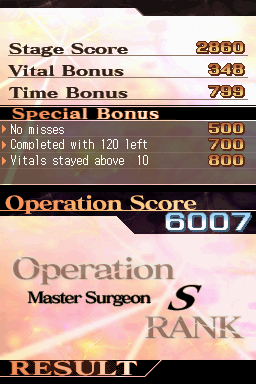 Stage Score 2860
Vital Bonus 348
Time Bonus 799
Special Bonus
No misses 500
Completed with 120 left 700
Vitals stayed above 10 800
Operation Score
6007
Operation
Master Surgeon S
RANK
RESULT